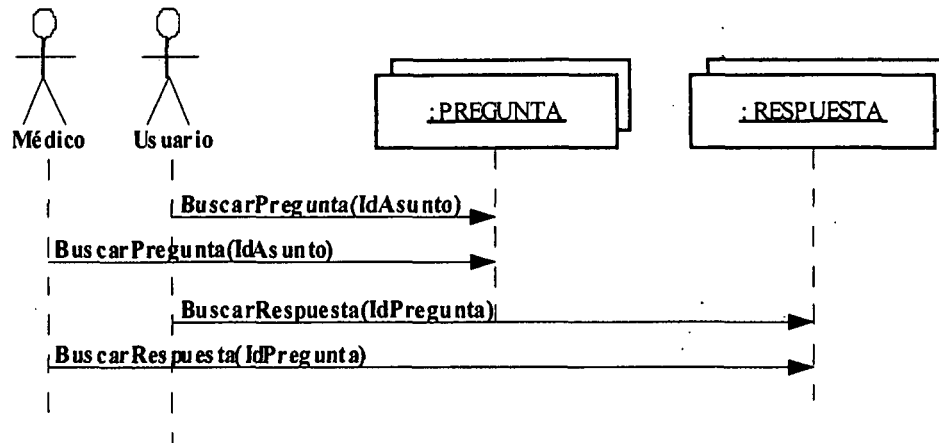 :PREGUNTA
:RESPUESTA
Médico
Usuario
BuscarPregunta(IdAsunto)
BuscarPregunta(IdAsunto)
BuscarRespuesta(IdPregunta)
BuscarRespuesta(IdPregunta)